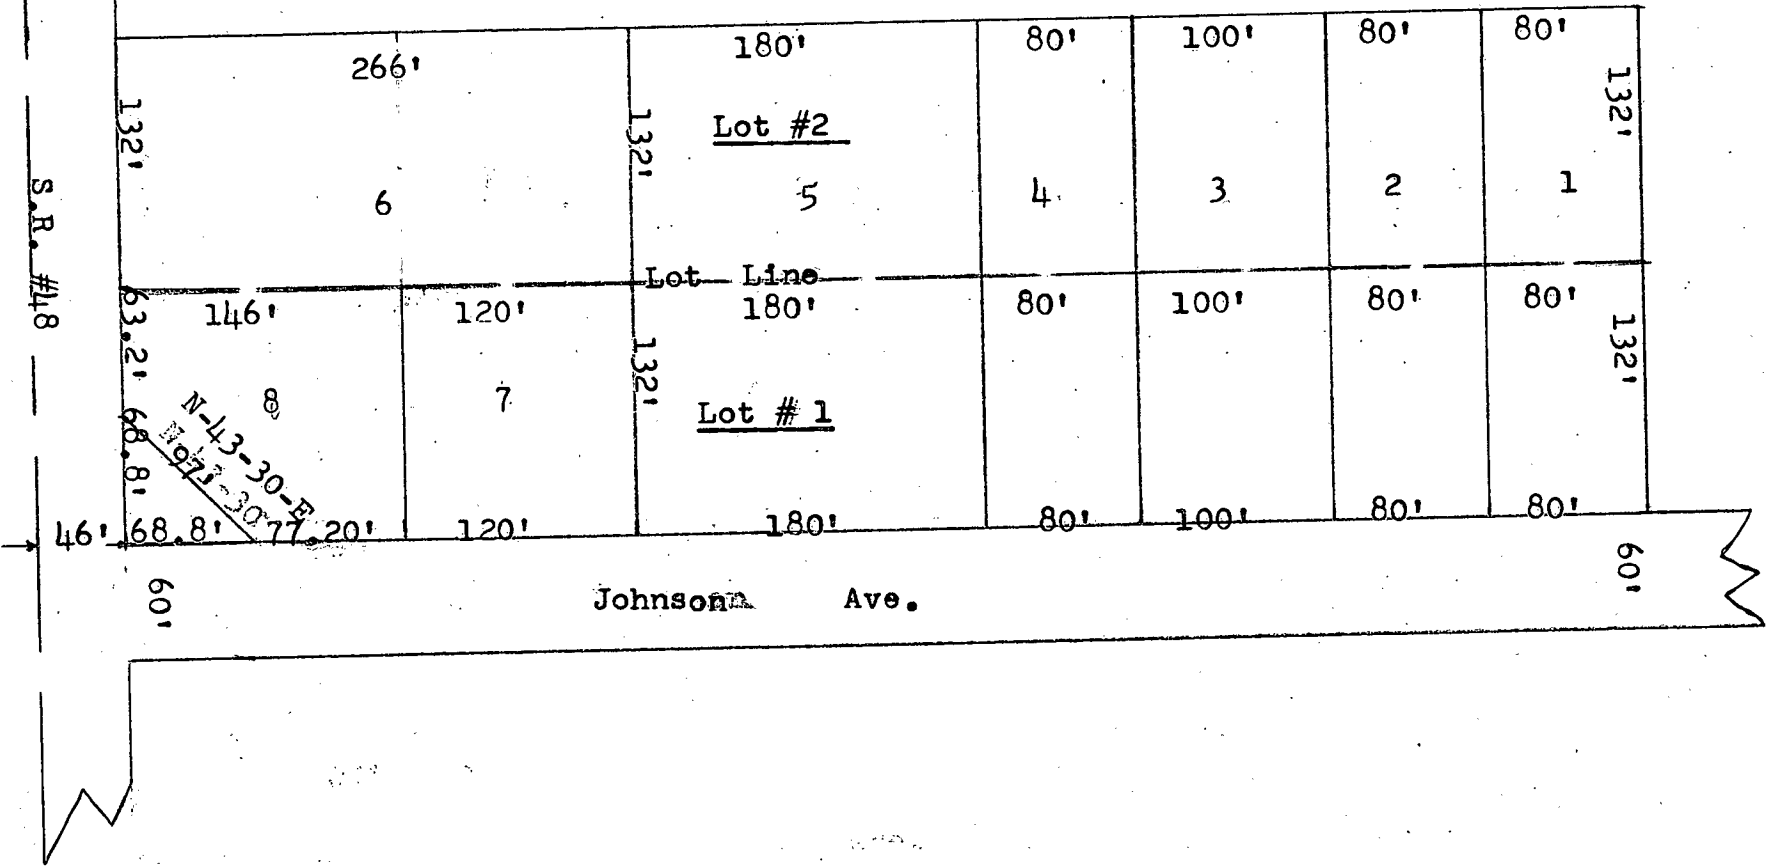 266' 180' 80' 100' 80' 80'
132' 132' 132'
Lot #2
6 5 4 3 2 1
S.R. #48
Lot Line
146' 120' 180' 80' 100' 80' 80'
63.2' 132' 132'
8 7
Lot # 1
N-43-30-E
97'
68.8'
46' 68.8' 77.20' 120' 180' 80' 100' 80' 80'
60' 60'
Johnson Ave.